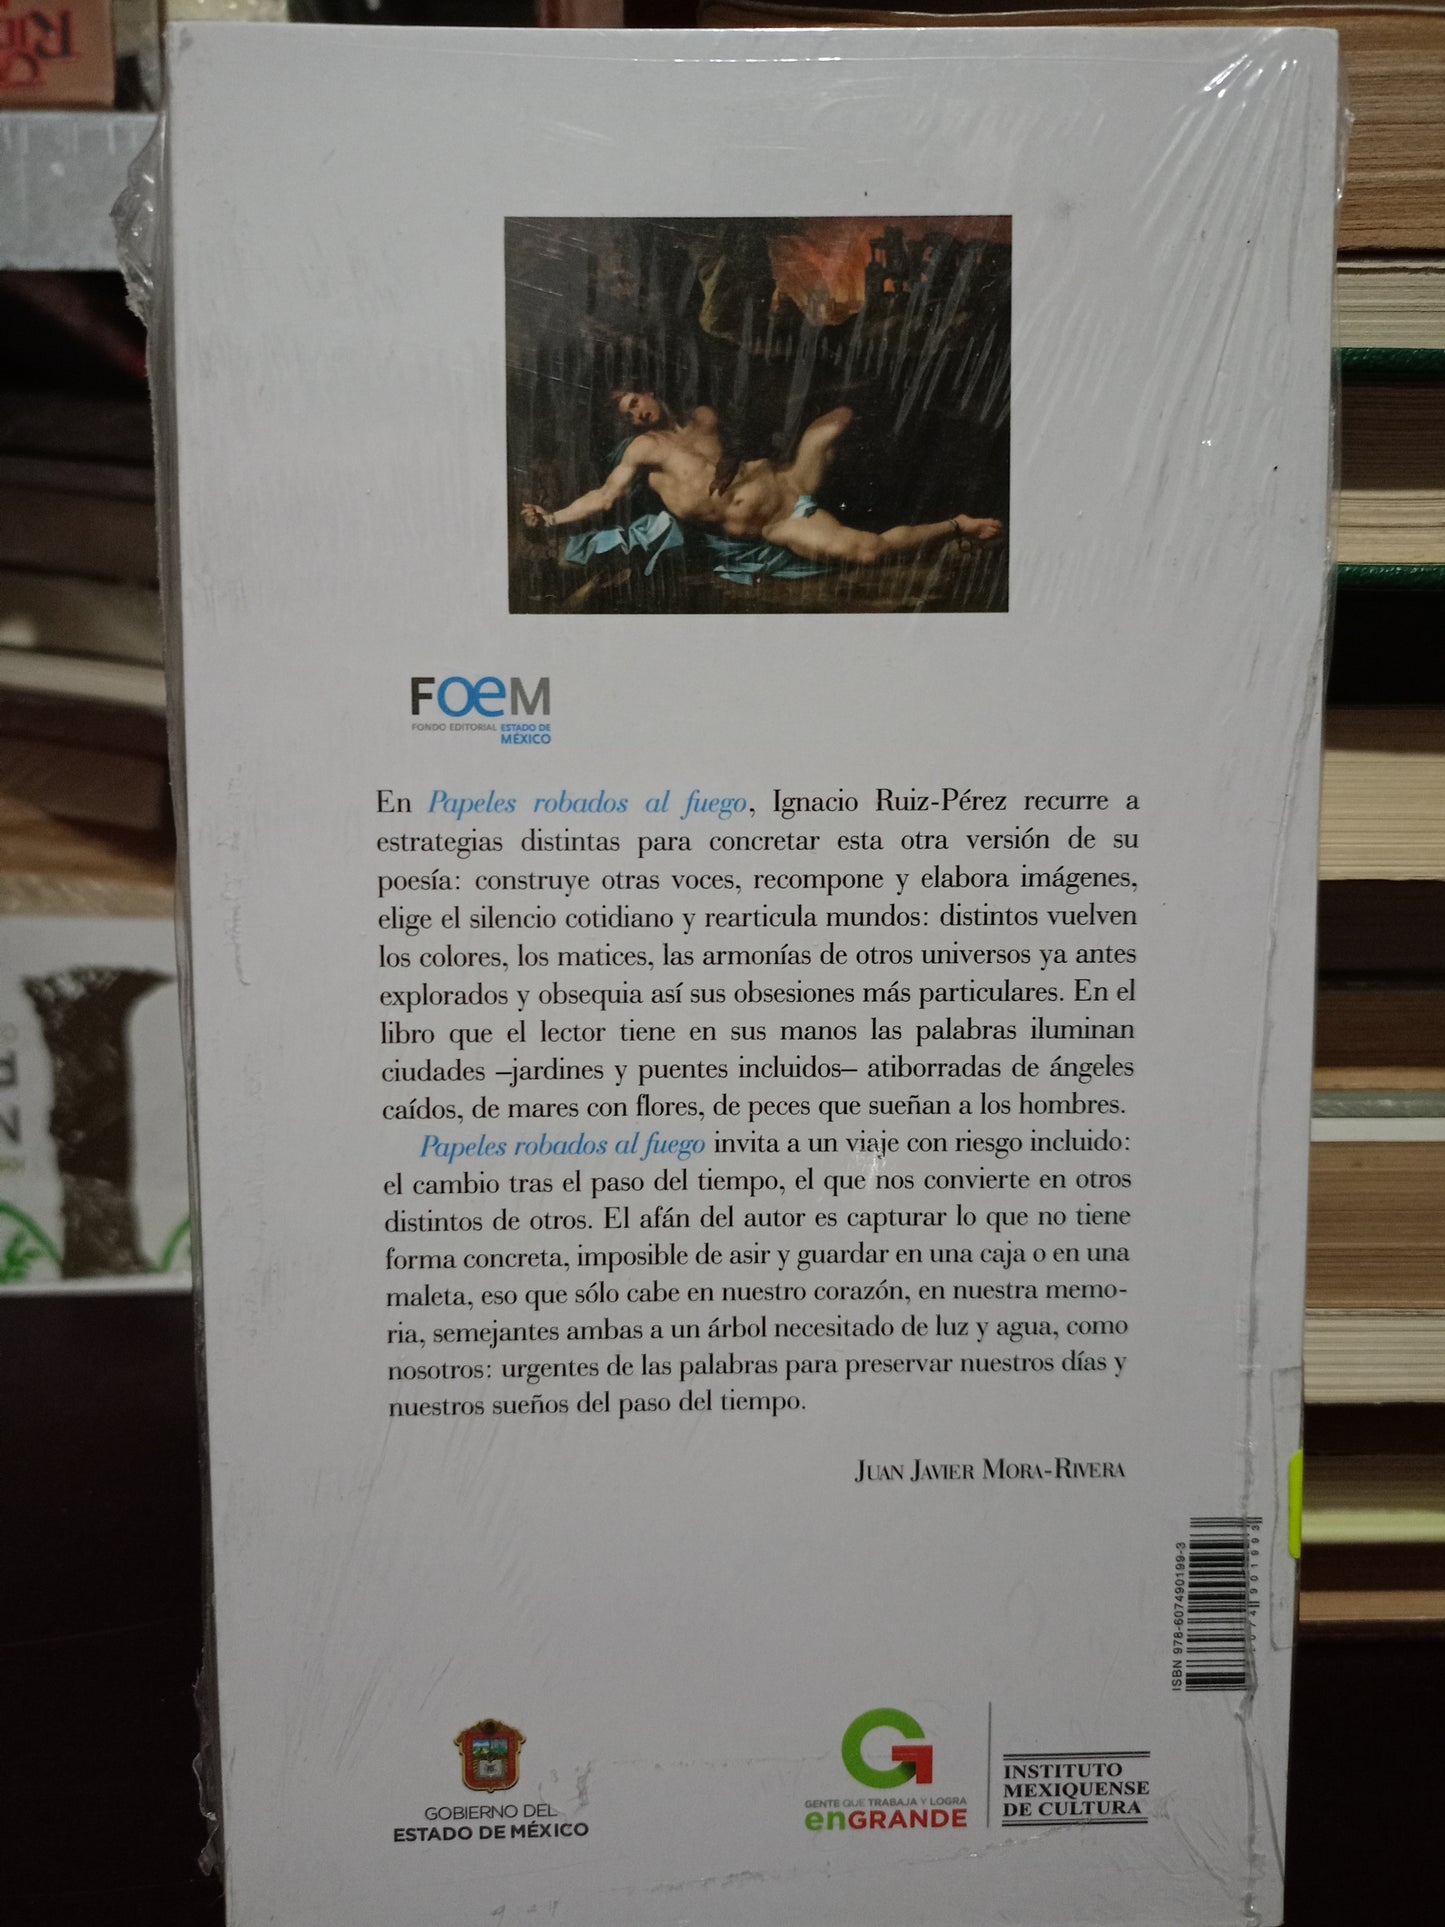 FOEM
FONDO EDITORIAL ESTADO DE
MÉXICO
En Papeles robados al fuego, Ignacio Ruiz-Pérez recurre a
estrategias distintas para concretar esta otra versión de su
poesía: construye otras voces, recompone y elabora imágenes,
elige el silencio cotidiano y rearticula mundos: distintos vuelven
los colores, los matices, las armonías de otros universos ya antes
explorados y obsequia así sus obsesiones más particulares. En el
libro que el lector tiene en sus manos las palabras iluminan
ciudades –jardines y puentes incluidos– atiborradas de ángeles
caídos, de mares con flores, de peces que sueñan a los hombres.
Papeles robados al fuego invita a un viaje con riesgo incluido:
el cambio tras el paso del tiempo, el que nos convierte en otros
distintos de otros. El afán del autor es capturar lo que no tiene
forma concreta, imposible de asir y guardar en una caja o en una
maleta, eso que sólo cabe en nuestro corazón, en nuestra memo-
ria, semejantes ambas a un árbol necesitado de luz y agua, como
nosotros: urgentes de las palabras para preservar nuestros días y
nuestros sueños del paso del tiempo.
JUAN JAVIER MORA-RIVERA
ISBN 978-607490199-3
GOBIERNO DEL
ESTADO DE MÉXICO
GENTE QUE TRABAJA Y LOGRA
enGRANDE
INSTITUTO
MEXIQUENSE
DE CULTURA